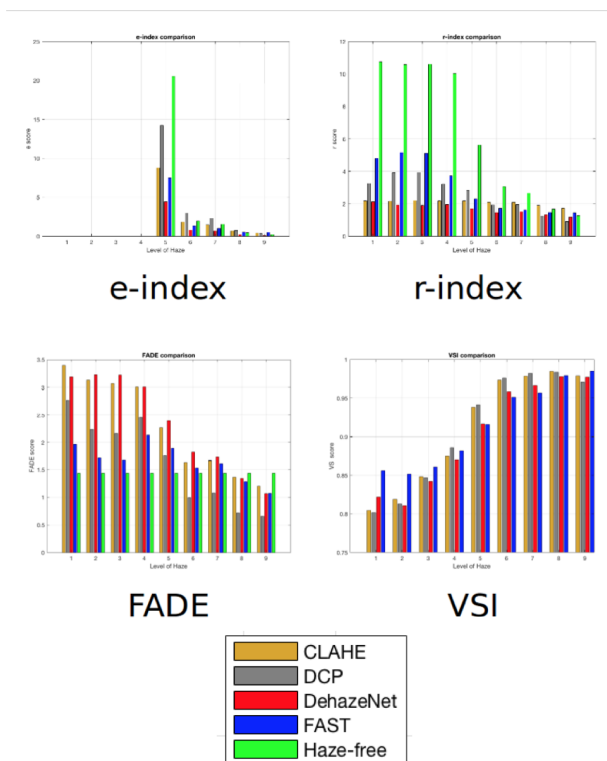 e-index comparison
25
20
15
10
5
0
e score
1 2 3 4 5 6 7 8 9
Level of Haze
e-index
r-index comparison
12
10
8
6
4
2
0
r score
1 2 3 4 5 6 7 8 9
Level of Haze
r-index
FADE comparison
3.5
3
2.5
2
1.5
1
0.5
0
FADE score
1 2 3 4 5 6 7 8 9
Level of Haze
FADE
VSI comparison
1
0.95
0.9
0.85
0.8
0.75
VSI score
1 2 3 4 5 6 7 8 9
Level of Haze
VSI
CLAHE
DCP
DehazeNet
FAST
Haze-free